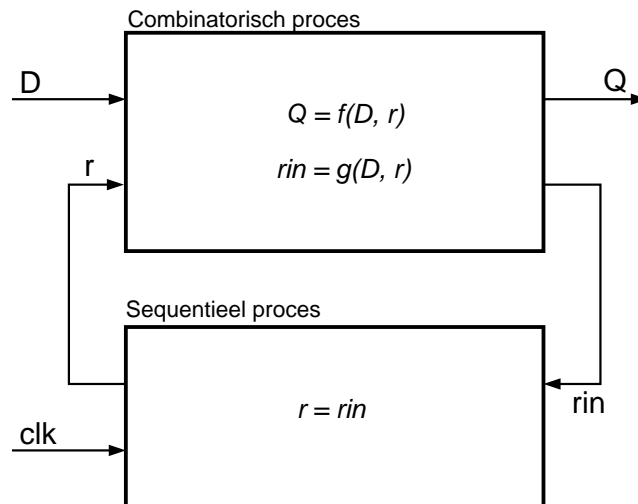 Combinatorisch proces
D
Q
Q = f(D, r)
r
rin = g(D, r)
Sequentieel proces
r = rin
rin
clk